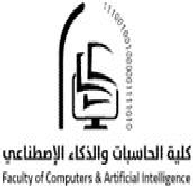 كلية الحاسبات والذكاء الإصطناعي
Faculty of Computers & Artificial Intelligence